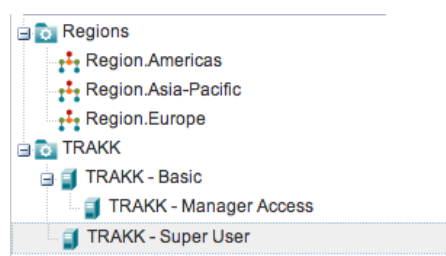 Regions
Region.Americas
Region.Asia-Pacific
Region.Europe
TRAKK
TRAKK - Basic
TRAKK - Manager Access
TRAKK - Super User